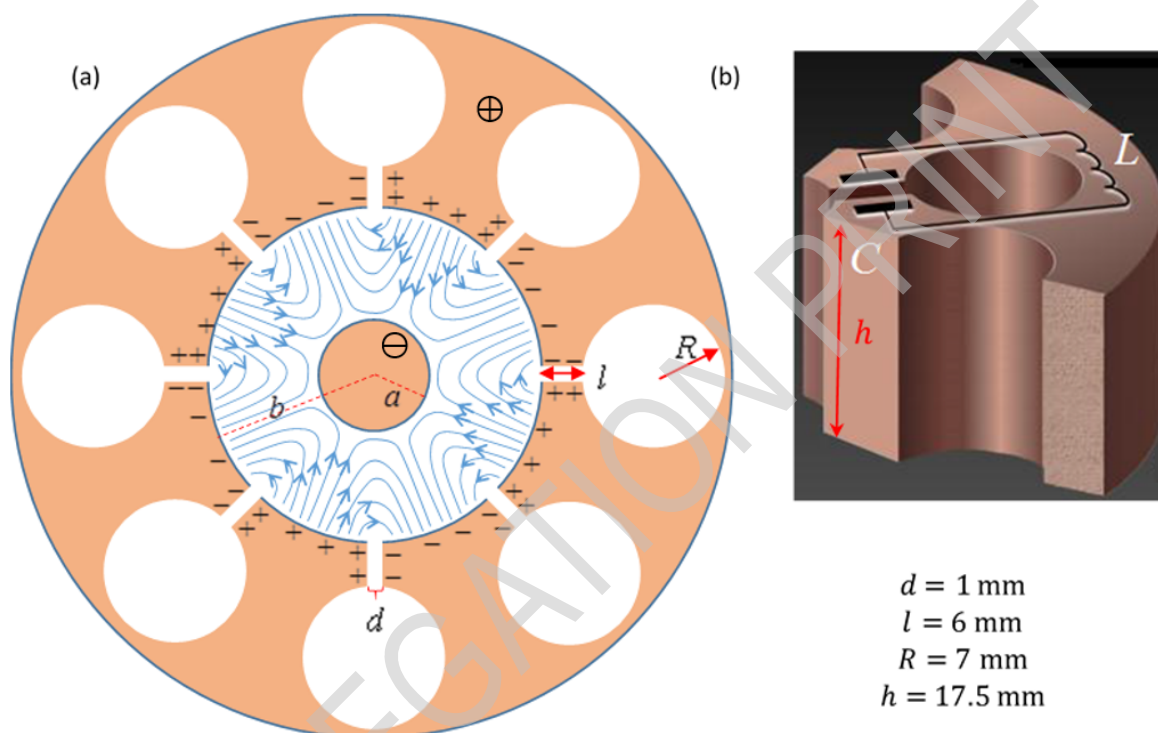 (a)
(b)
⊕
⊖
a
b
l
R
d
L
C
h
d = 1 mm
l = 6 mm
R = 7 mm
h = 17.5 mm
EGATION PRINT